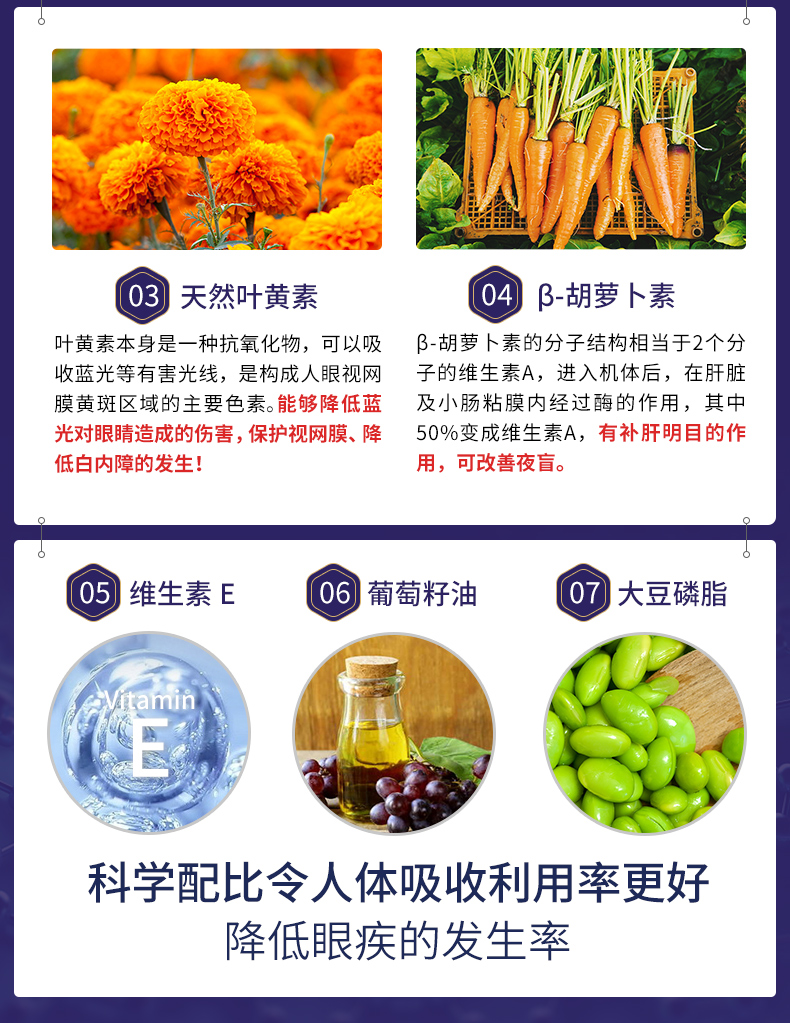 03 天然叶黄素
叶黄素本身是一种抗氧化物，可以吸
收蓝光等有害光线，是构成人眼视网
膜黄斑区域的主要色素。能够降低蓝
光对眼睛造成的伤害，保护视网膜、降
低白内障的发生！
04 β-胡萝卜素
β-胡萝卜素的分子结构相当于2个分
子的维生素A，进入机体后，在肝脏
及小肠粘膜内经过酶的作用，其中
50%变成维生素A，有补肝明目的作
用，可改善夜盲。
05 维生素 E
06 葡萄籽油
07 大豆磷脂
Vitamin
E
科学配比令人体吸收利用率更好
降低眼疾的发生率